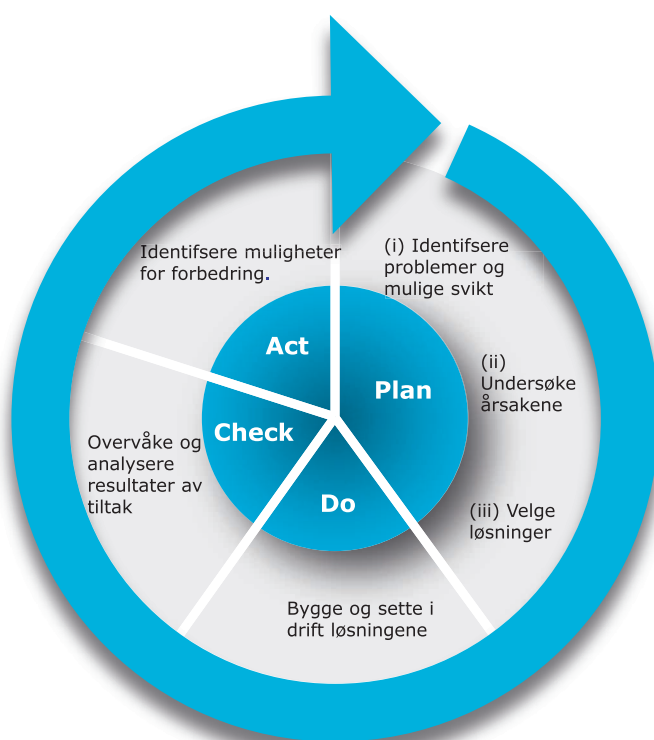 Identifsere muligheter
for forbedring.
(i) Identifsere
problemer og
mulige svikt
Act
Plan
(ii)
Undersøke
årsakene
Check
Overvåke og
analysere
resultater av
tiltak
Do
(iii) Velge
løsninger
Bygge og sette i
drift løsningene